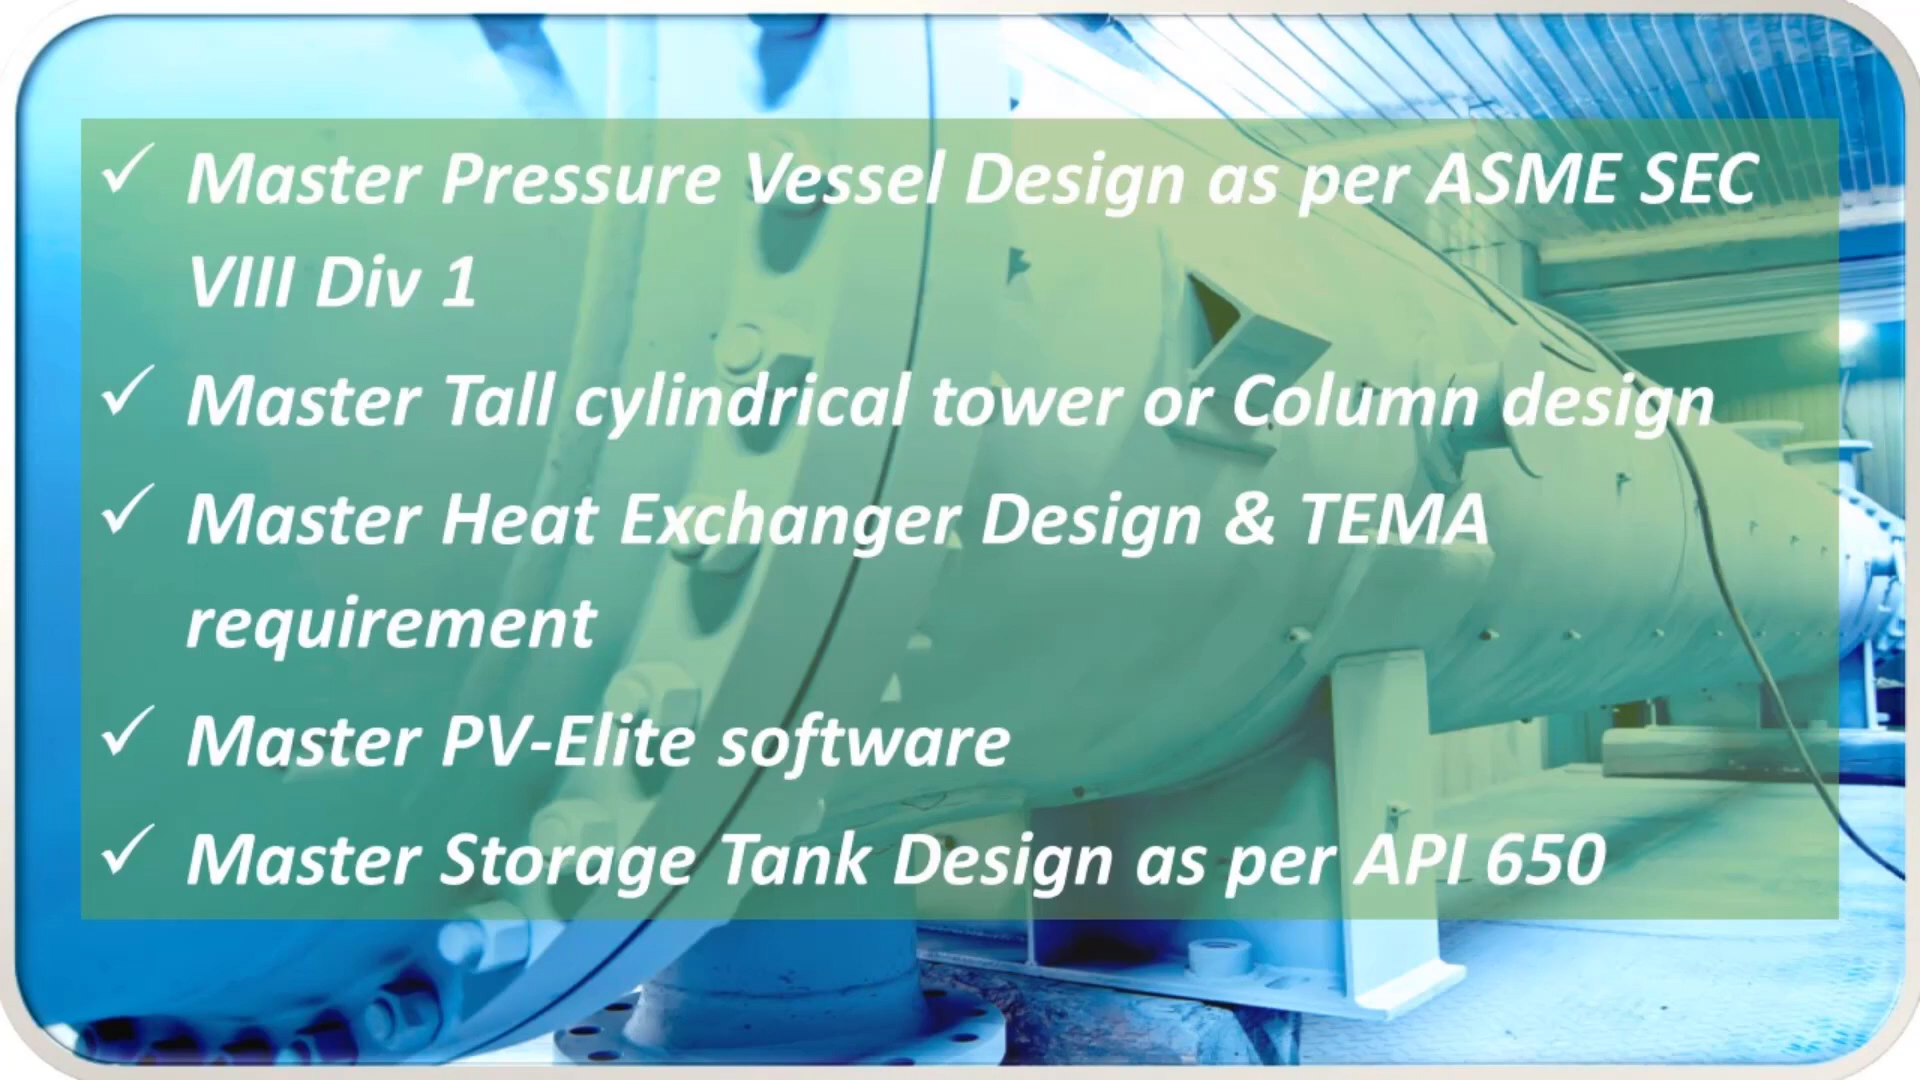 ✓ Master Pressure Vessel Design as per ASME SEC
VIII Div 1
✓ Master Tall cylindrical tower or Column design
✓ Master Heat Exchanger Design & TEMA
requirement
✓ Master PV-Elite software
✓ Master Storage Tank Design as per API 650